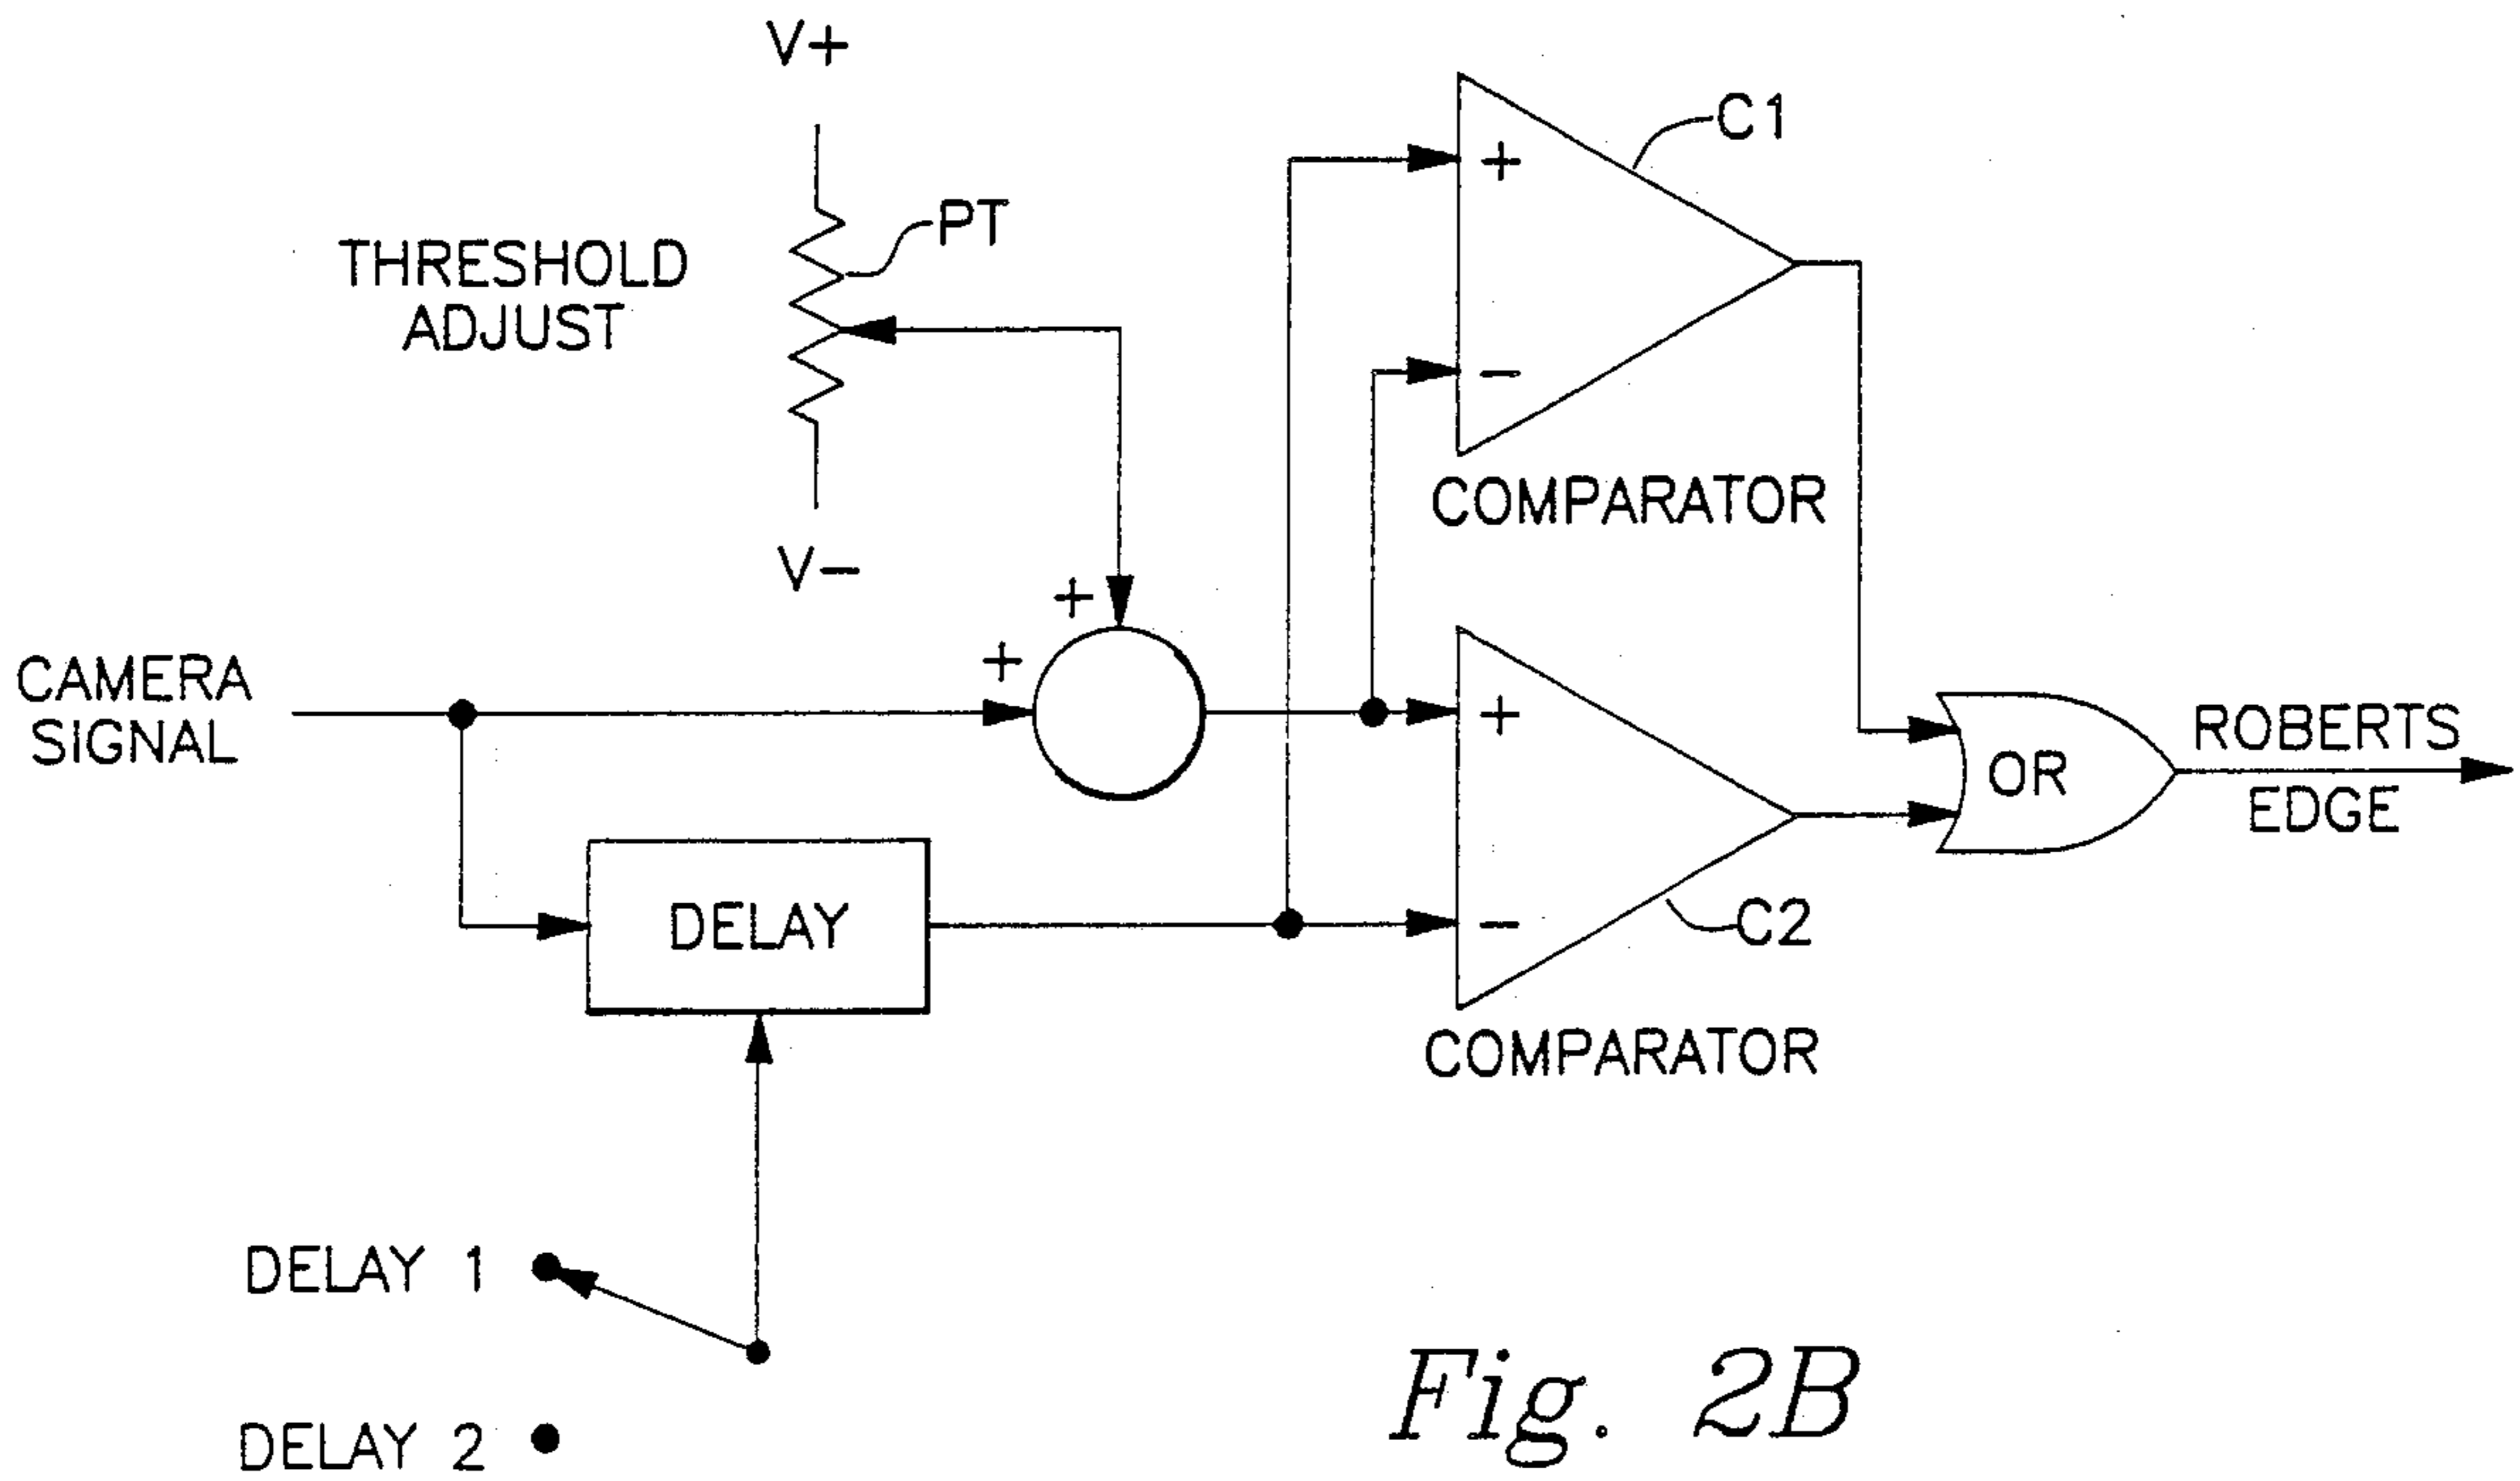 V+
C1
+
PT
THRESHOLD
ADJUST
−
COMPARATOR
V−
+
+
CAMERA
SIGNAL
+
ROBERTS
OR
EDGE
DELAY
−
C2
COMPARATOR
DELAY 1
DELAY 2
Fig. 2B